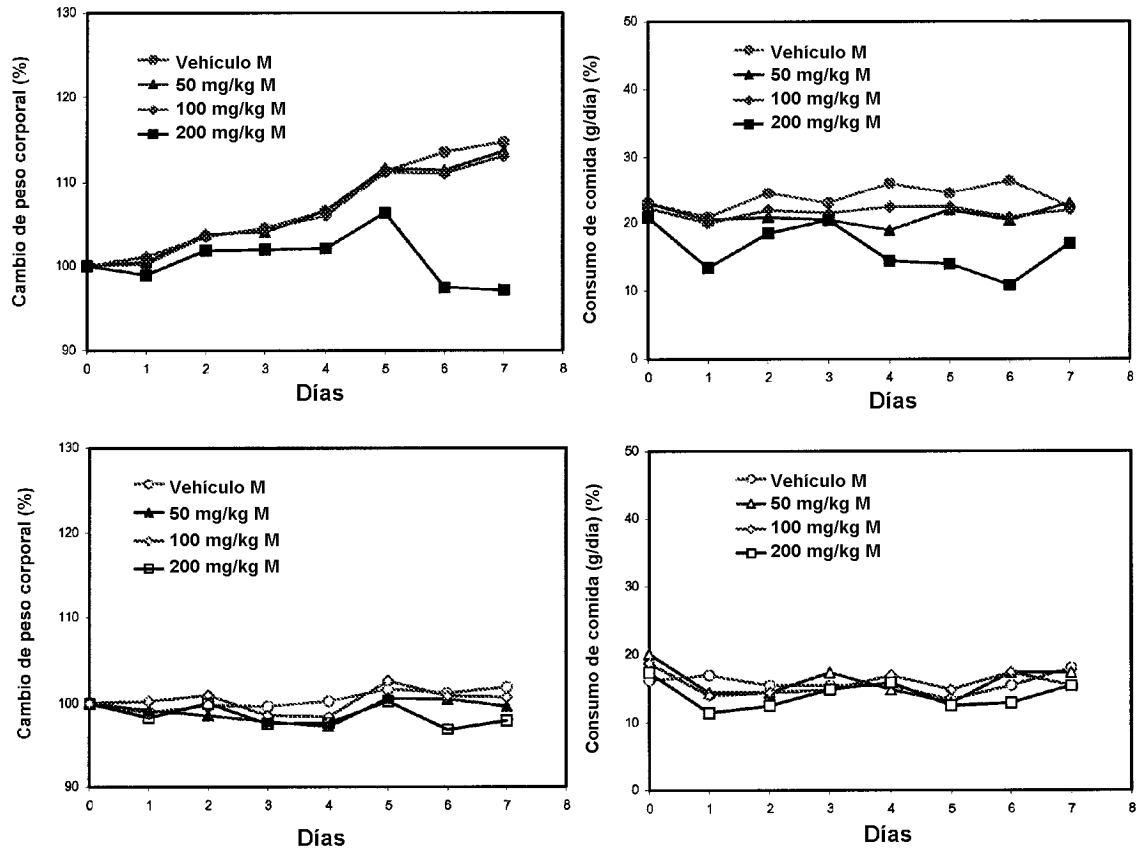 Cambio de peso corporal (%)
130
120
110
100
90
Vehículo M
50 mg/kg M
100 mg/kg M
200 mg/kg M
0 1 2 3 4 5 6 7 8
Días
Consumo de comida (g/día) (%)
50
40
30
20
10
0
Vehículo M
50 mg/kg M
100 mg/kg M
200 mg/kg M
0 1 2 3 4 5 6 7 8
Días
Cambio de peso corporal (%)
130
120
110
100
90
Vehículo M
50 mg/kg M
100 mg/kg M
200 mg/kg M
0 1 2 3 4 5 6 7 8
Días
Consumo de comida (g/día) (%)
50
40
30
20
10
0
Vehículo M
50 mg/kg M
100 mg/kg M
200 mg/kg M
0 1 2 3 4 5 6 7 8
Días